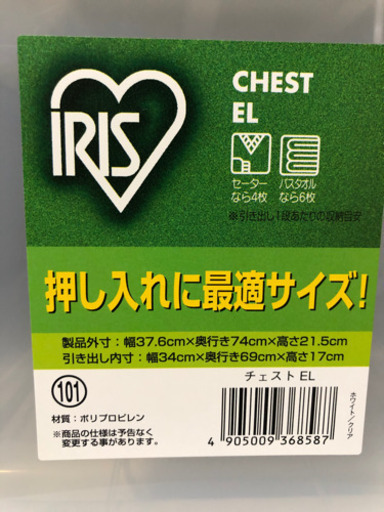 IRIS
CHEST
EL
セーター
なら4枚
バスタオル
なら6枚
※引き出し1段あたりの収納目安
押し入れに最適サイズ!
製品外寸:幅37.6cm×奥行き74cm×高さ21.5cm
引き出し内寸:幅34cm×奥行き69cm×高さ17cm
101
チェスト EL
材質:ポリプロピレン
※商品の仕様は予告なく
変更する事があります。
ホワイト/クリア
4 905009 368587